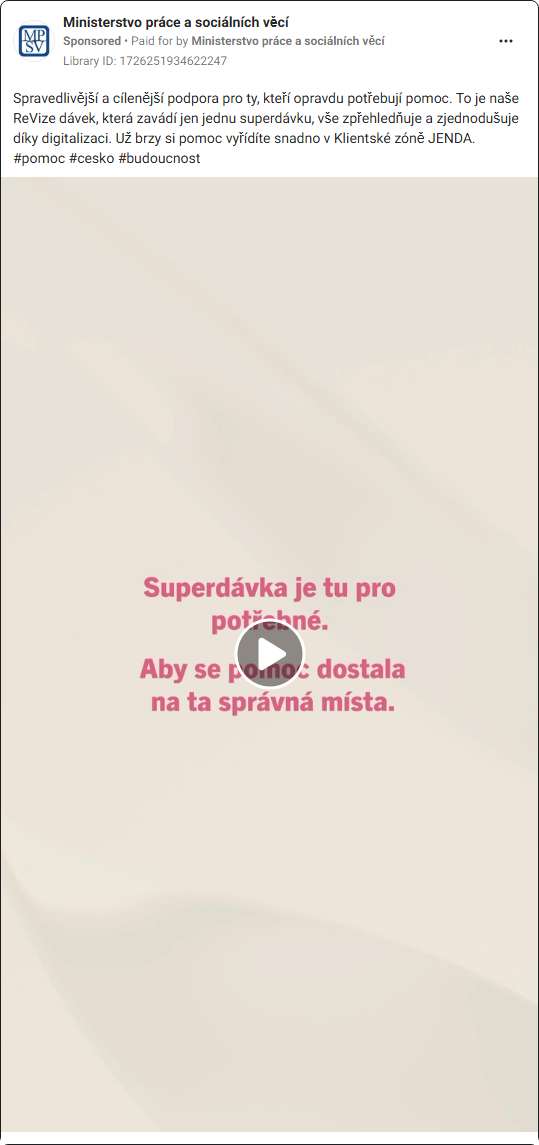 MP
SV
Ministerstvo práce a sociálních věcí
Sponsored • Paid for by Ministerstvo práce a sociálních věcí
Library ID: 1726251934622247
Spravedlivější a cílenější podpora pro ty, kteří opravdu potřebují pomoc. To je naše
ReVize dávek, která zavádí jen jednu superdávku, vše zpřehledňuje a zjednodušuje
díky digitalizaci. Už brzy si pomoc vyřídíte snadno v Klientské zóně JENDA.
#pomoc #cesko #budoucnost
Superdávka je tu pro
potřebné.
Aby se pomoc dostala
na ta správná místa.